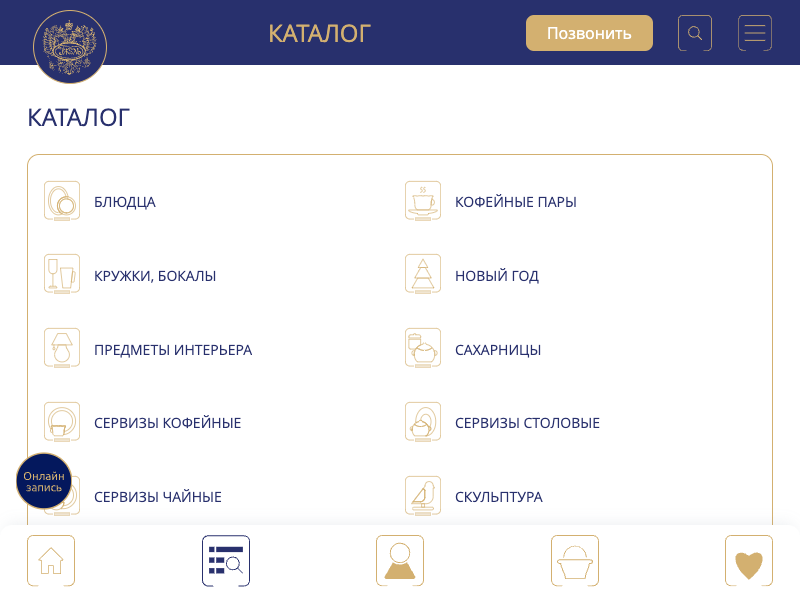 КАТАЛОГ
Позвонить
КАТАЛОГ
БЛЮДЦА
КОФЕЙНЫЕ ПАРЫ
КРУЖКИ, БОКАЛЫ
НОВЫЙ ГОД
ПРЕДМЕТЫ ИНТЕРЬЕРА
САХАРНИЦЫ
СЕРВИЗЫ КОФЕЙНЫЕ
СЕРВИЗЫ СТОЛОВЫЕ
Онлайн
запись
СЕРВИЗЫ ЧАЙНЫЕ
СКУЛЬПТУРА